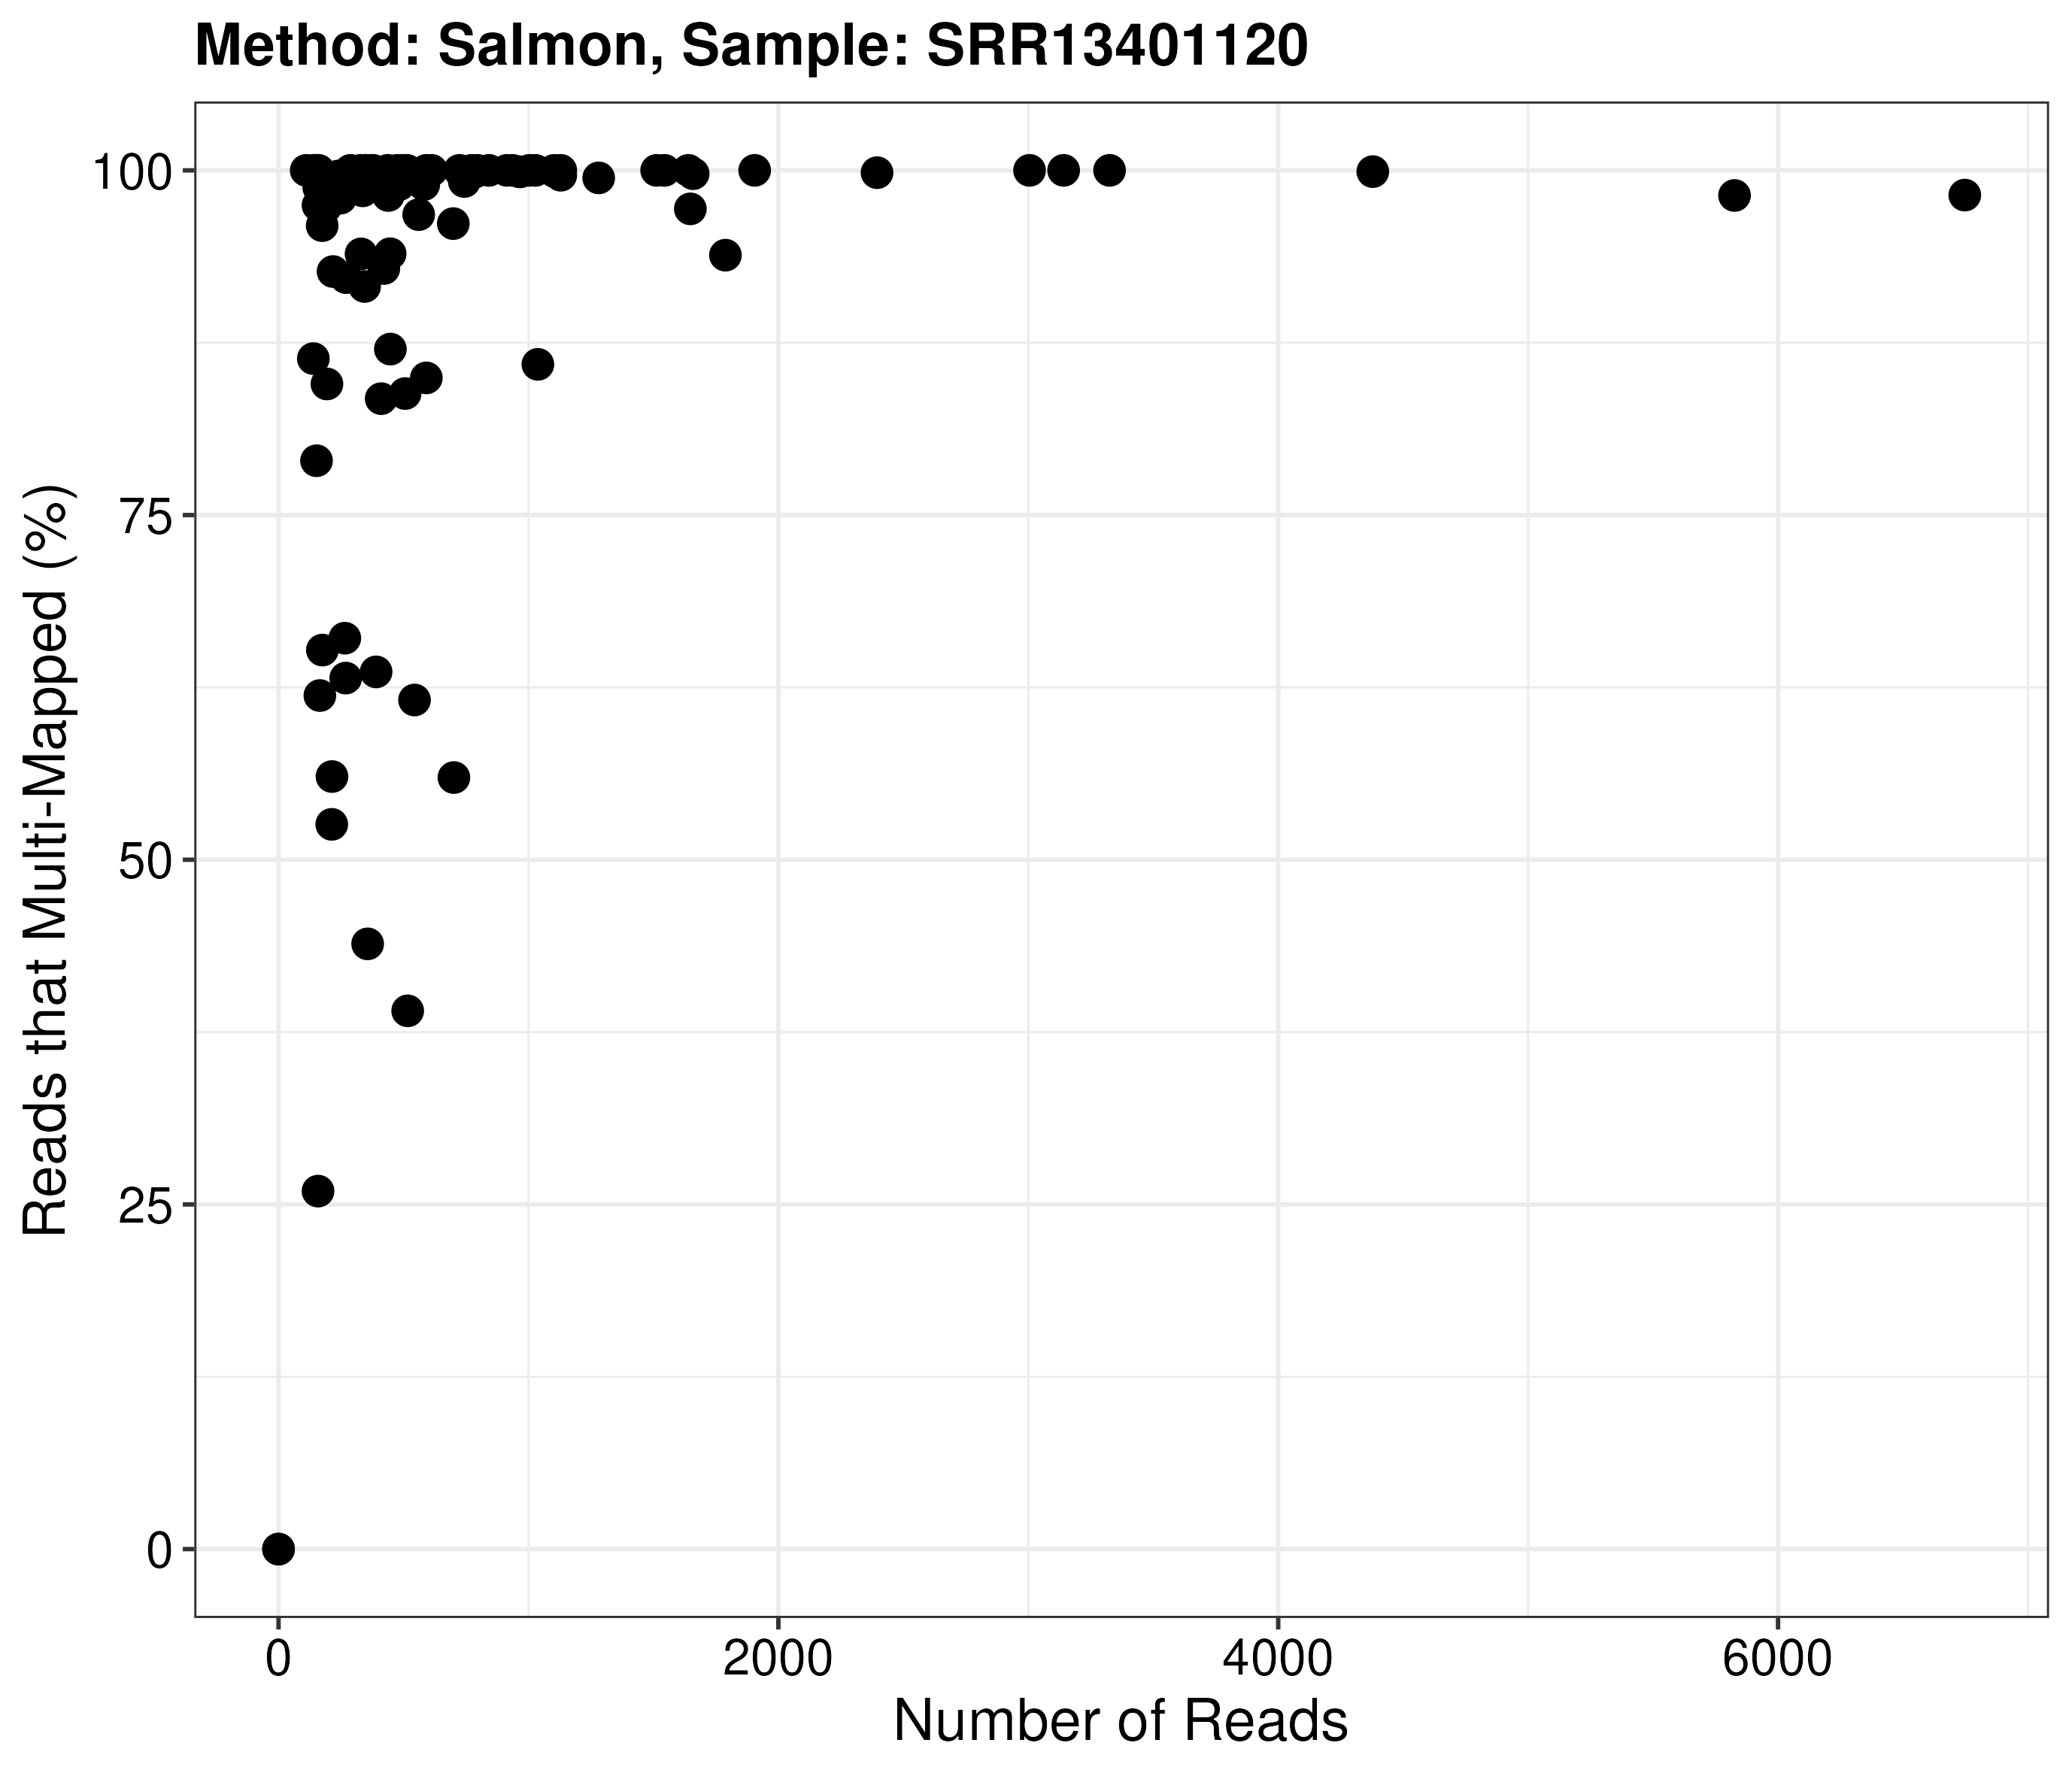 Method: Salmon, Sample: SRR13401120
Reads that Multi-Mapped (%)
100
75
50
25
0
0 2000 4000 6000
Number of Reads